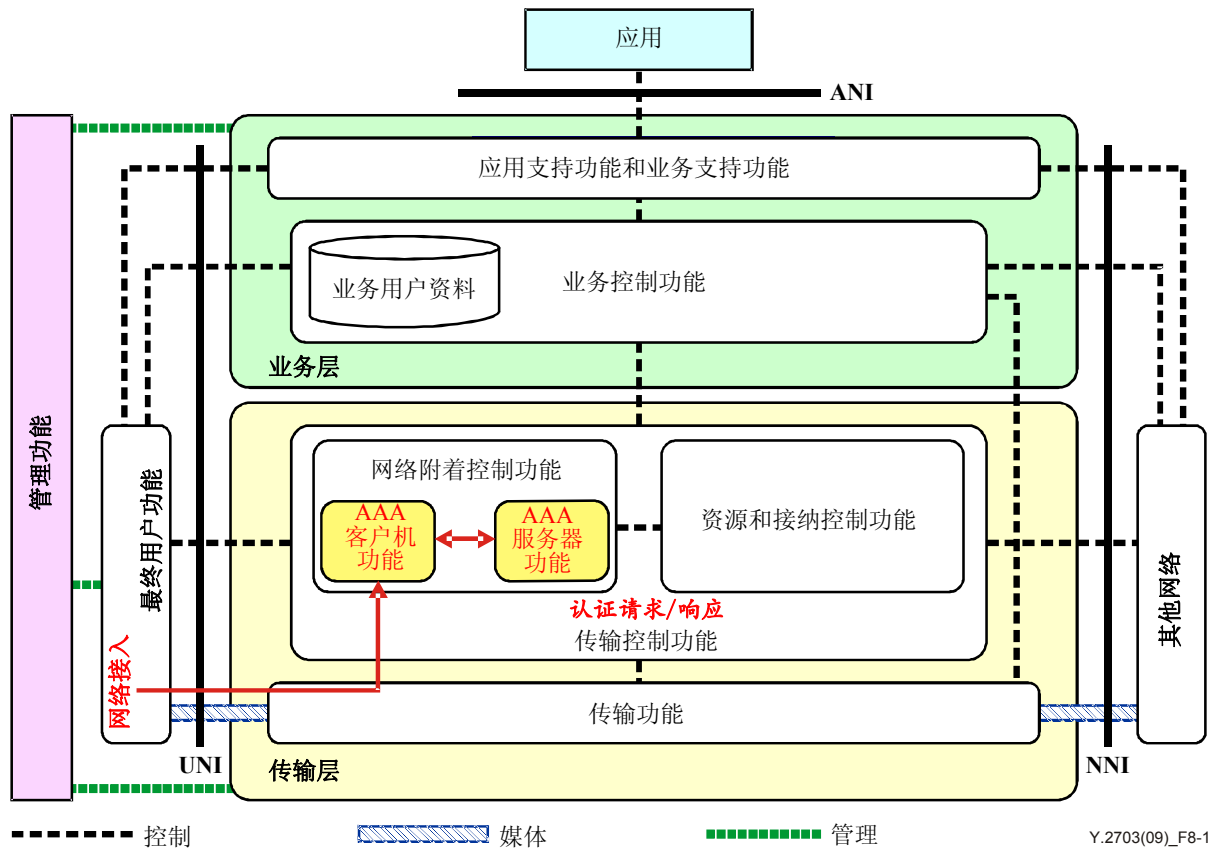 应用
ANI
应用支持功能和业务支持功能
业务用户资料
业务控制功能
业务层
管理功能
最终用户功能
网络接入
网络附着控制功能
AAA
客户机
功能
AAA
服务器
功能
资源和接纳控制功能
认证请求/响应
传输控制功能
其他网络
传输功能
UNI
传输层
NNI
控制
媒体
管理
Y.2703(09)_F8-1